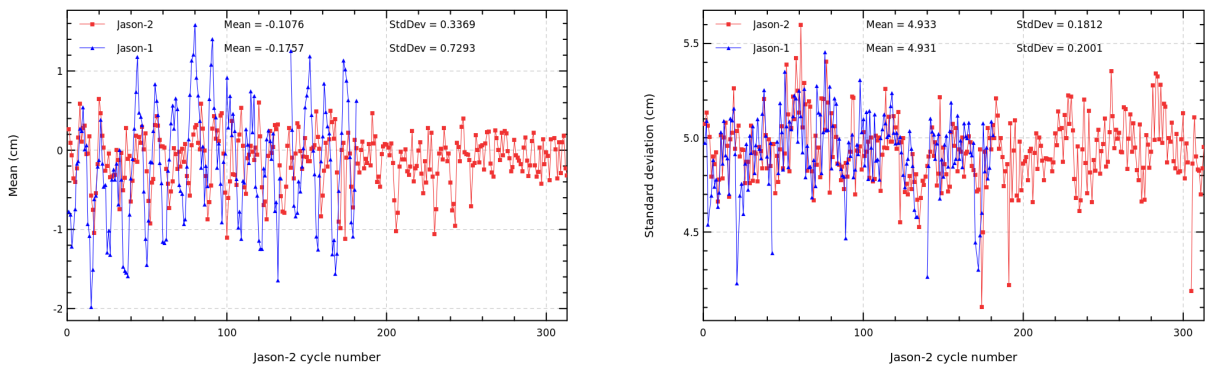 Jason-2 Mean = -0.1076 StdDev = 0.3369
Jason-1 Mean = -0.1757 StdDev = 0.7293
1
0
-1
-2
Mean (cm)
0 100 200 300
Jason-2 cycle number
Jason-2 Mean = 4.933 StdDev = 0.1812
Jason-1 Mean = 4.931 StdDev = 0.2001
5.5
5.0
4.5
Standard deviation (cm)
0 100 200 300
Jason-2 cycle number